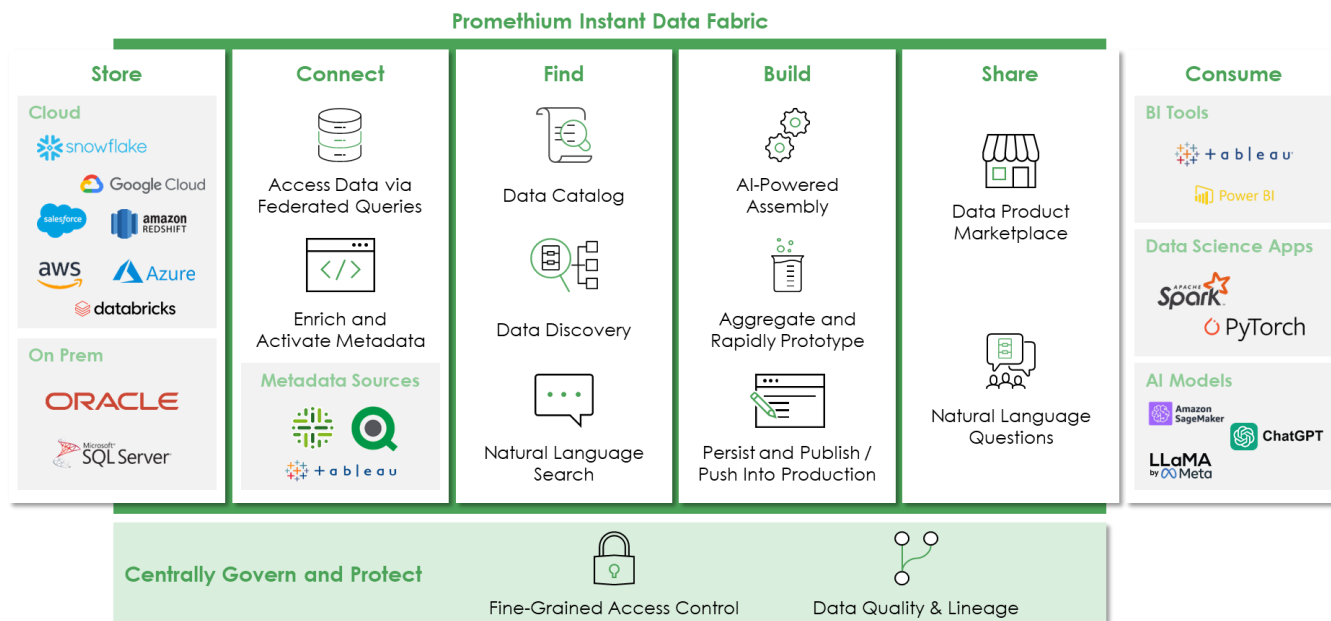 Promethium Instant Data Fabric
Store
Cloud
snowflake
Google Cloud
salesforce
amazon
REDSHIFT
aws
Azure
databricks
On Prem
ORACLE
Microsoft®
SQL Server
Connect
Access Data via
Federated Queries
</>
Enrich and
Activate Metadata
Metadata Sources
+ a b l e a u
Find
Data Catalog
Data Discovery
Natural Language
Search
Build
AI-Powered
Assembly
Aggregate and
Rapidly Prototype
Persist and Publish /
Push Into Production
Share
Data Product
Marketplace
Natural Language
Questions
Consume
BI Tools
+ a b l e a u
Power BI
Data Science Apps
APACHE
Spark
PyTorch
AI Models
Amazon
SageMaker
ChatGPT
LLaMA
by Meta
Centrally Govern and Protect
Fine-Grained Access Control
Data Quality & Lineage